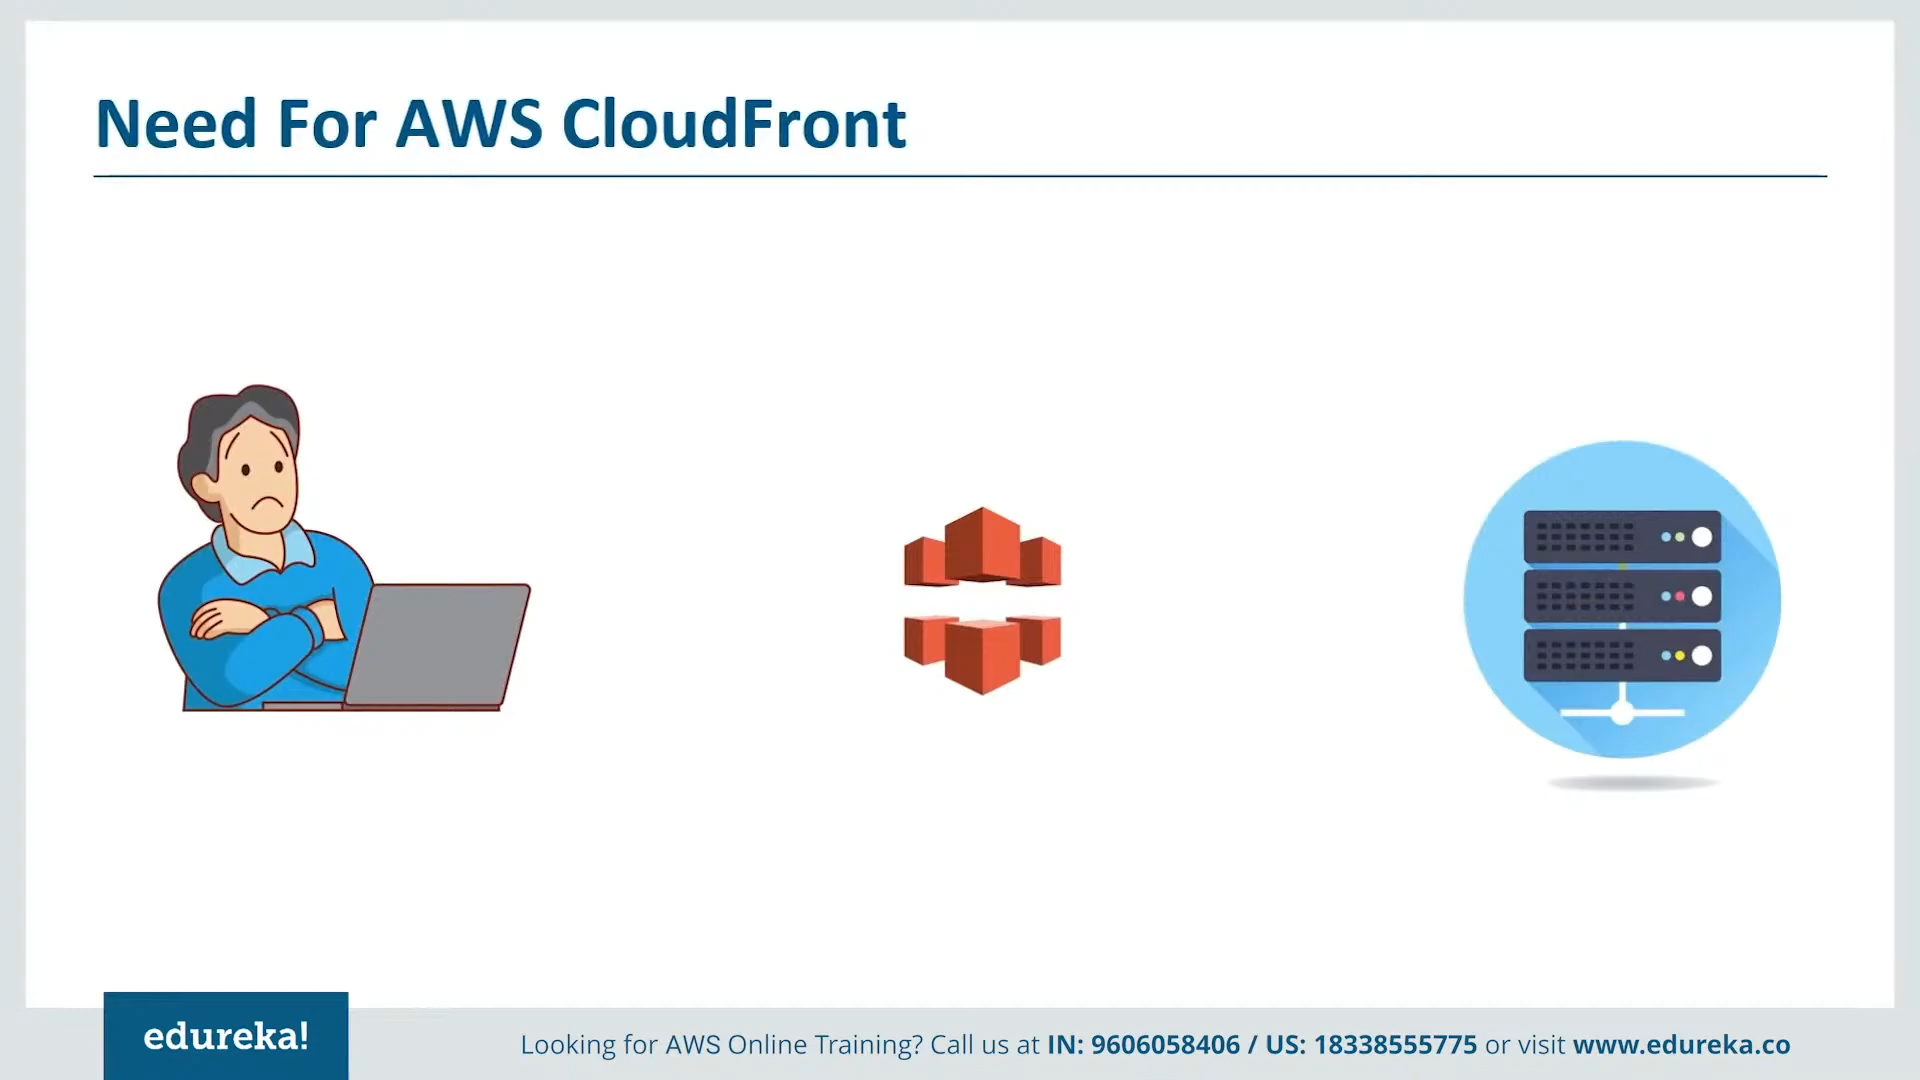 Need For AWS CloudFront
edureka!
Looking for AWS Online Training? Call us at IN: 9606058406 / US: 18338555775 or visit www.edureka.co